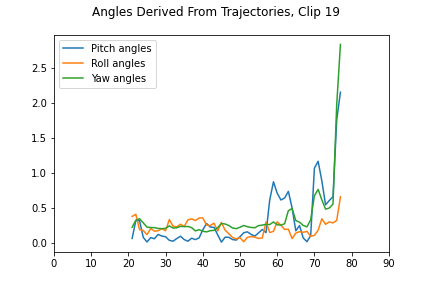 Angles Derived From Trajectories, Clip 19
Pitch angles
Roll angles
Yaw angles
2.5
2.0
1.5
1.0
0.5
0.0
0 10 20 30 40 50 60 70 80 90